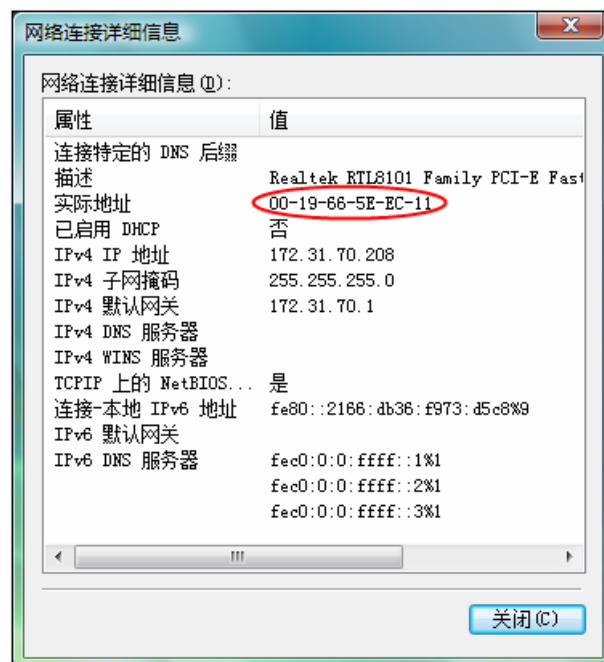 网络连接详细信息
网络连接详细信息(D):
属性 值
连接特定的 DNS 后缀
描述 Realtek RTL8101 Family PCI-E Fast
实际地址 00-19-66-5E-EC-11
已启用 DHCP 否
IPv4 IP 地址 172.31.70.208
IPv4 子网掩码 255.255.255.0
IPv4 默认网关 172.31.70.1
IPv4 DNS 服务器
IPv4 WINS 服务器
TCPIP 上的 NetBIOS... 是
连接-本地 IPv6 地址 fe80::2166:db36:f973:d5c8%9
IPv6 默认网关
IPv6 DNS 服务器 fec0:0:0:ffff::1%1
fec0:0:0:ffff::2%1
fec0:0:0:ffff::3%1
关闭(C)